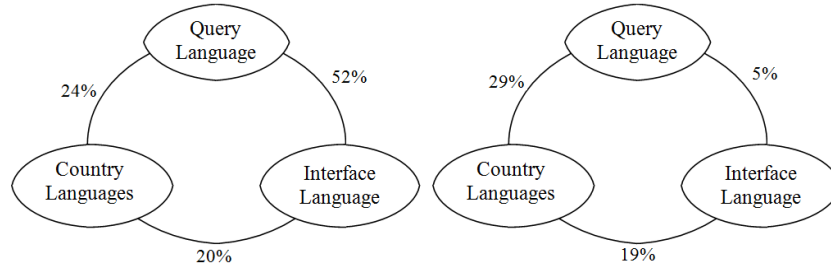 Query
Language
24%
52%
Country
Languages
Interface
Language
20%
Query
Language
29%
5%
Country
Languages
Interface
Language
19%